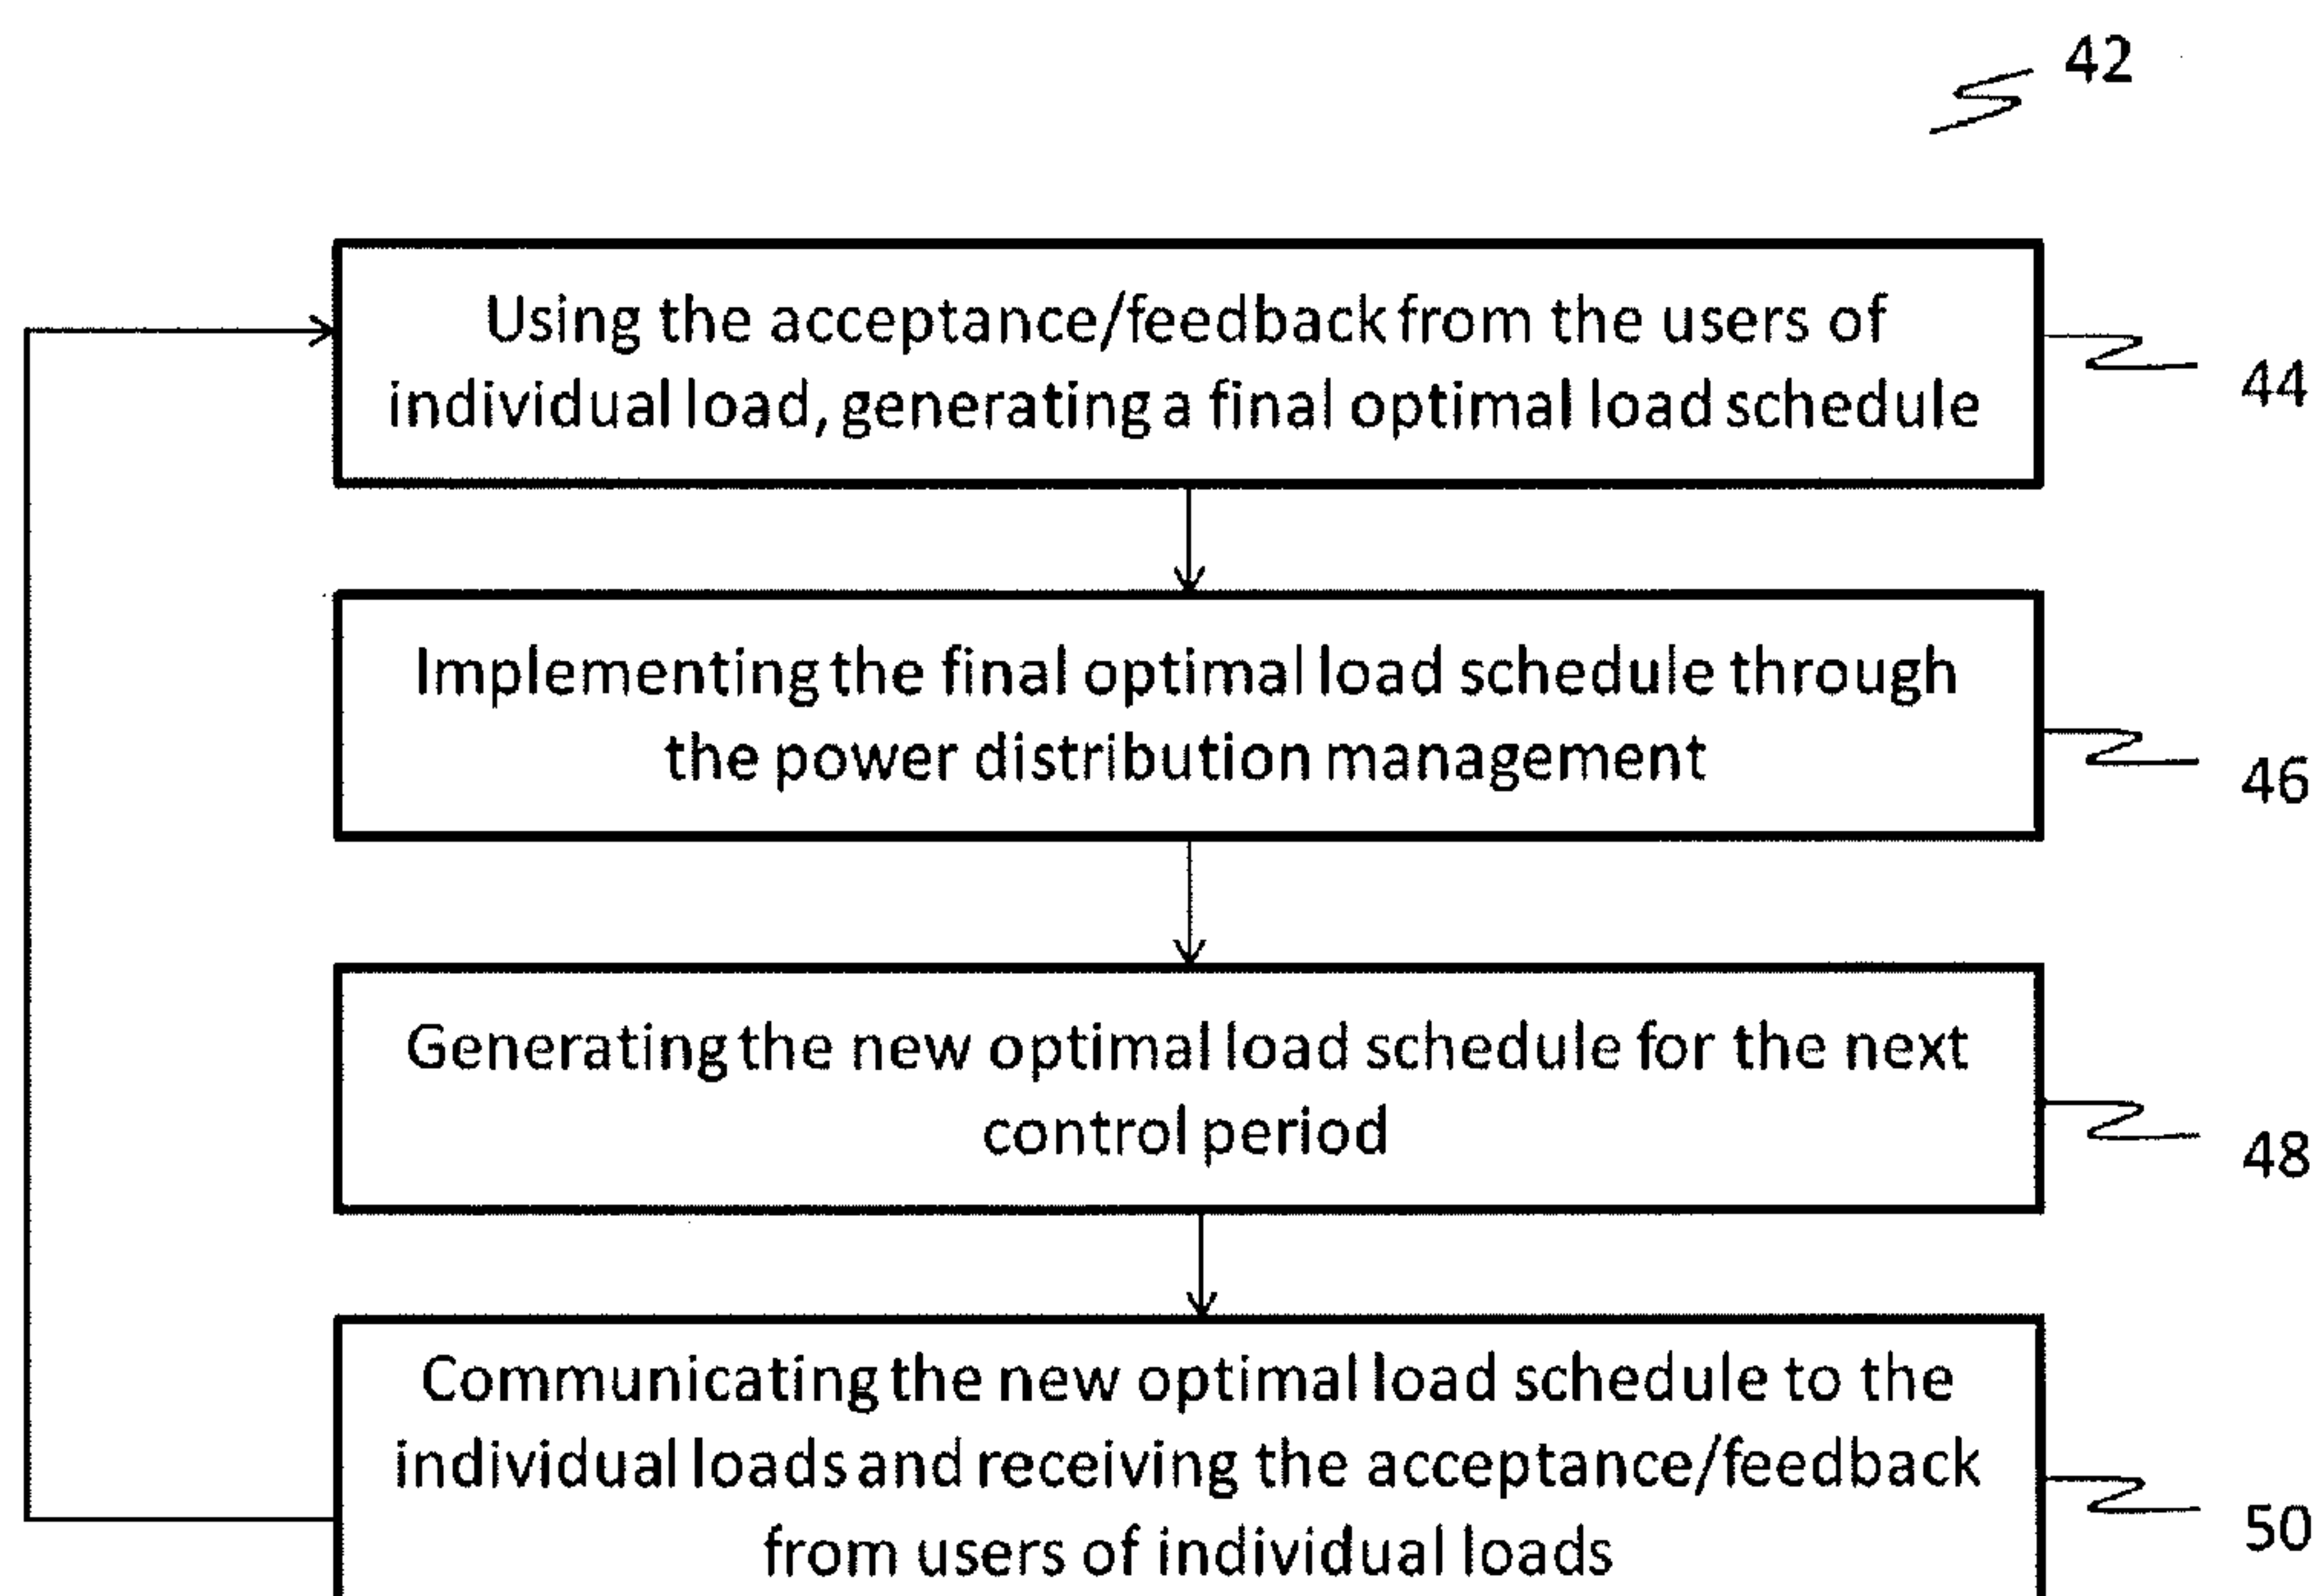 42
Using the acceptance/feedback from the users of
individual load, generating a final optimal load schedule
44
Implementing the final optimal load schedule through
the power distribution management
46
Generating the new optimal load schedule for the next
control period
48
Communicating the new optimal load schedule to the
individual loads and receiving the acceptance/feedback
from users of individual loads
50